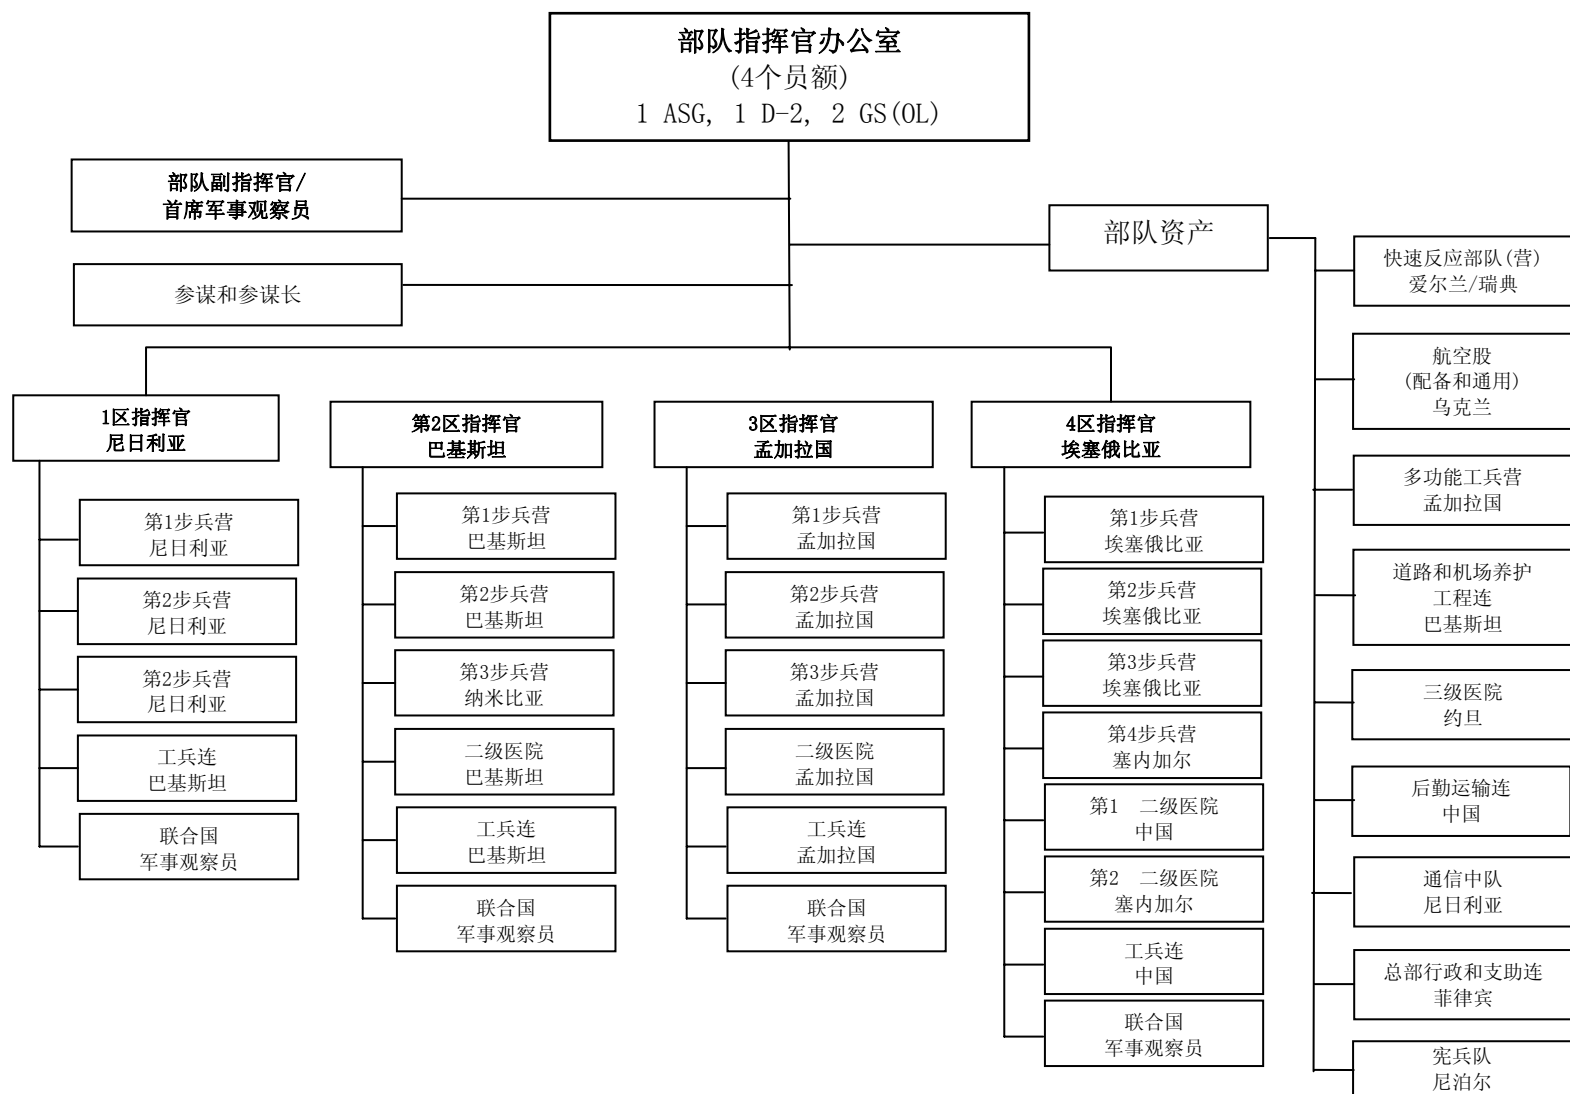 部队指挥官办公室
(4个员额)
1 ASG, 1 D-2, 2 GS(OL)
部队副指挥官/
首席军事观察员
参谋和参谋长
部队资产
1区指挥官
尼日利亚
第1步兵营
尼日利亚
第2步兵营
尼日利亚
第2步兵营
尼日利亚
工兵连
巴基斯坦
联合国
军事观察员
第2区指挥官
巴基斯坦
第1步兵营
巴基斯坦
第2步兵营
巴基斯坦
第3步兵营
纳米比亚
二级医院
巴基斯坦
工兵连
巴基斯坦
联合国
军事观察员
3区指挥官
孟加拉国
第1步兵营
孟加拉国
第2步兵营
孟加拉国
第3步兵营
孟加拉国
二级医院
孟加拉国
工兵连
孟加拉国
联合国
军事观察员
4区指挥官
埃塞俄比亚
第1步兵营
埃塞俄比亚
第2步兵营
埃塞俄比亚
第3步兵营
埃塞俄比亚
第4步兵营
塞内加尔
第1　二级医院
中国
第2　二级医院
塞内加尔
工兵连
中国
联合国
军事观察员
快速反应部队(营)
爱尔兰/瑞典
航空股
(配备和通用)
乌克兰
多功能工兵营
孟加拉国
道路和机场养护
工程连
巴基斯坦
三级医院
约旦
后勤运输连
中国
通信中队
尼日利亚
总部行政和支助连
菲律宾
宪兵队
尼泊尔